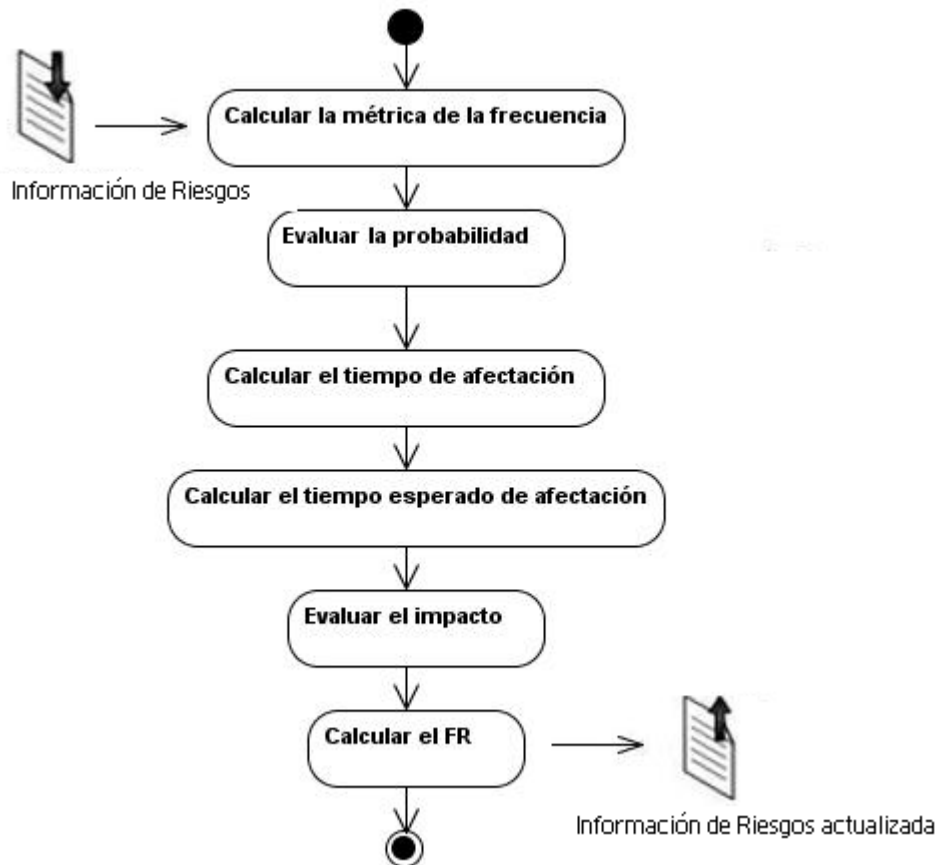 Calcular la métrica de la frecuencia
Información de Riesgos
Evaluar la probabilidad
Calcular el tiempo de afectación
Calcular el tiempo esperado de afectación
Evaluar el impacto
Calcular el FR
Información de Riesgos actualizada